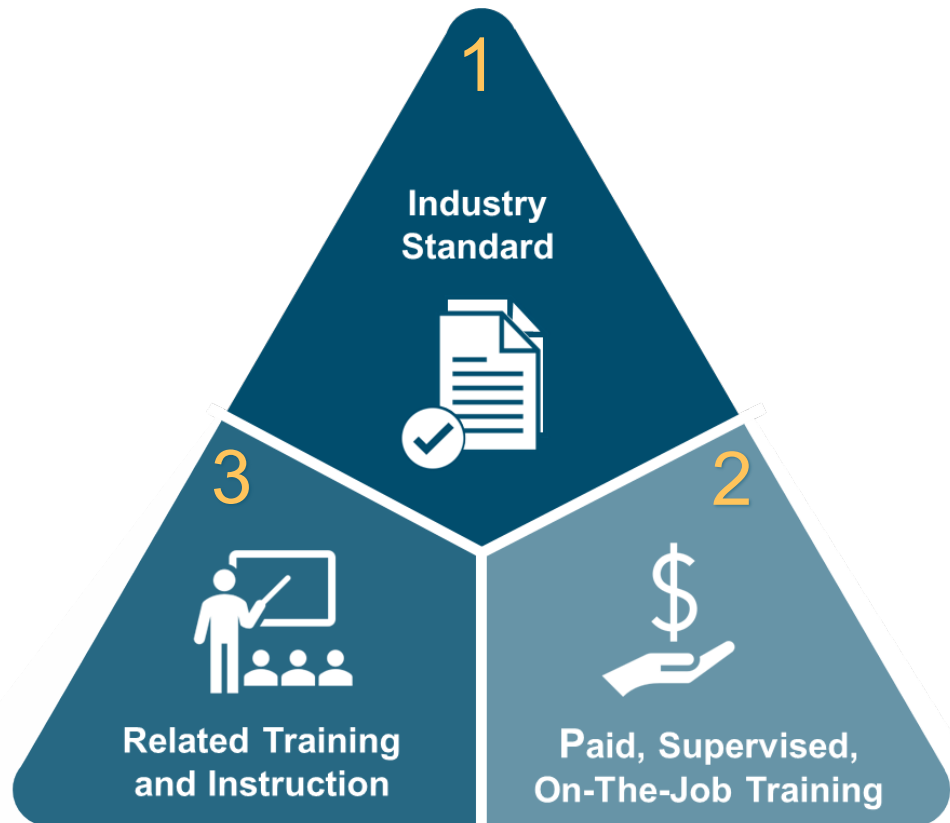 1
Industry
Standard
3
2
Related Training
and Instruction
Paid, Supervised,
On-The-Job Training